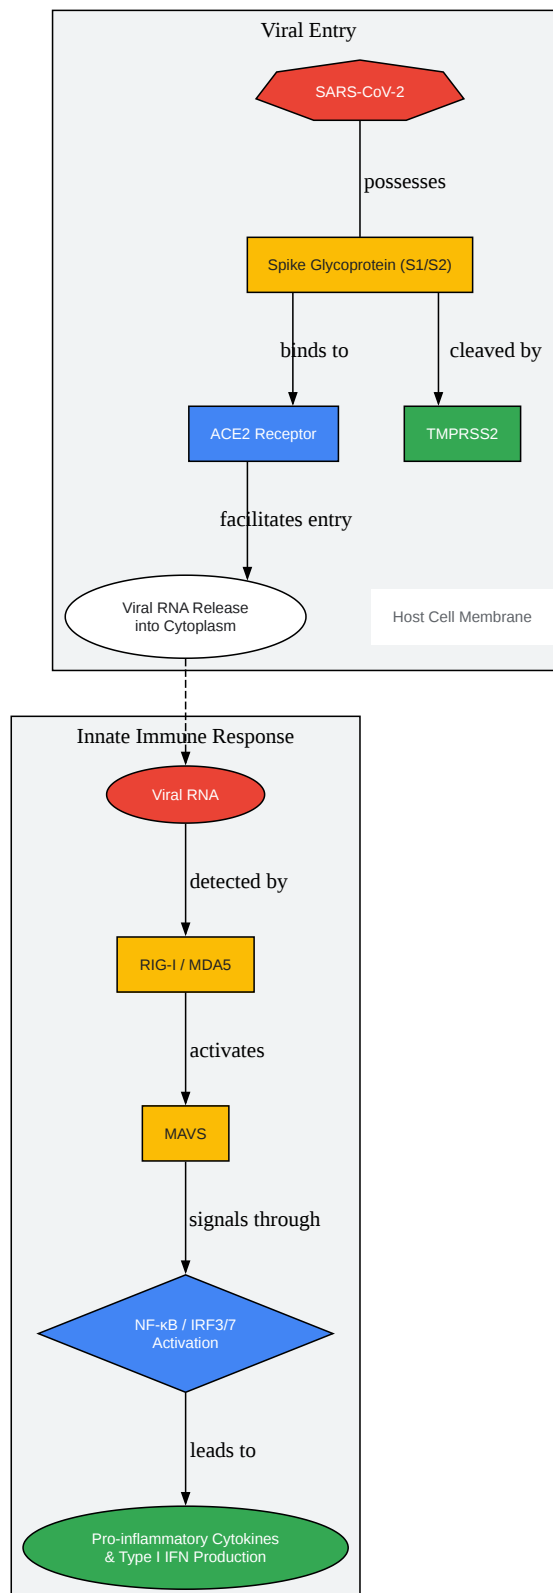 Viral Entry
SARS-CoV-2
possesses
Spike Glycoprotein (S1/S2)
binds to
cleaved by
ACE2 Receptor
TMPRSS2
facilitates entry
Viral RNA Release
into Cytoplasm
Host Cell Membrane
Innate Immune Response
Viral RNA
detected by
RIG-I / MDA5
activates
MAVS
signals through
NF-κB / IRF3/7
Activation
leads to
Pro-inflammatory Cytokines
& Type I IFN Production